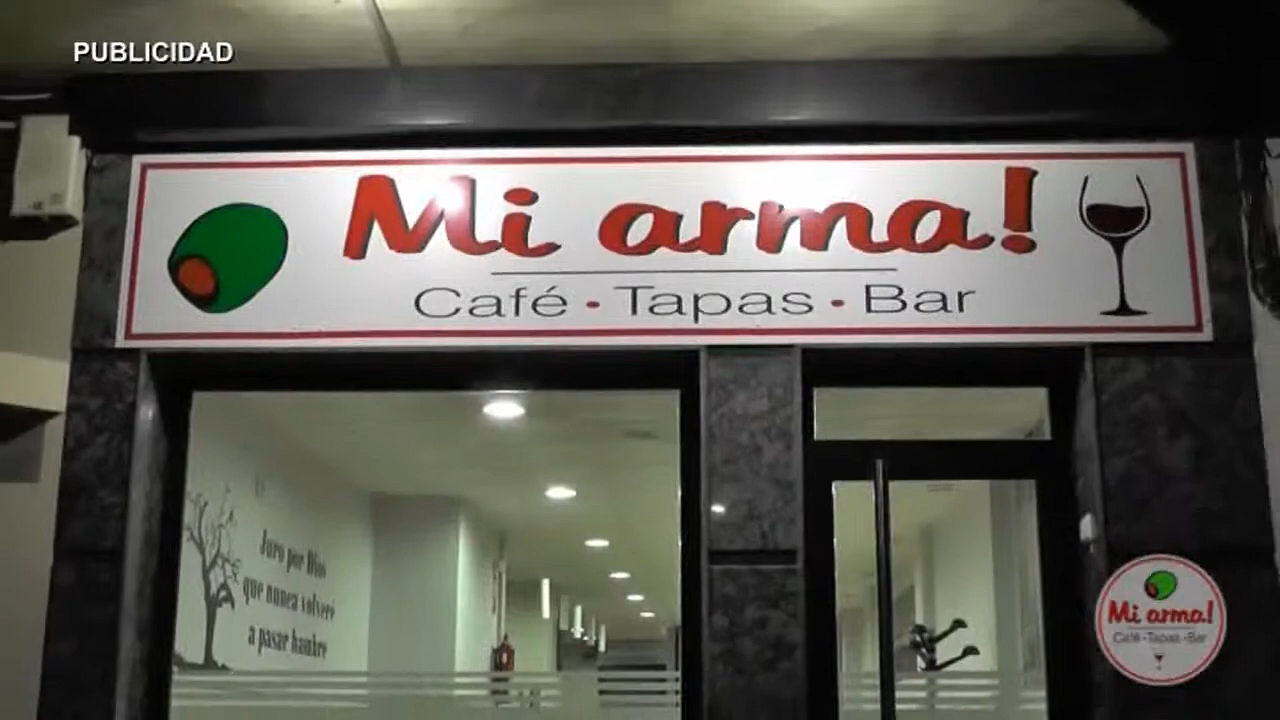 PUBLICIDAD
Mi arma!
Café • Tapas • Bar
Juro por Dios
que nunca volveré
a pasar hambre
Mi arma!
Café • Tapas • Bar